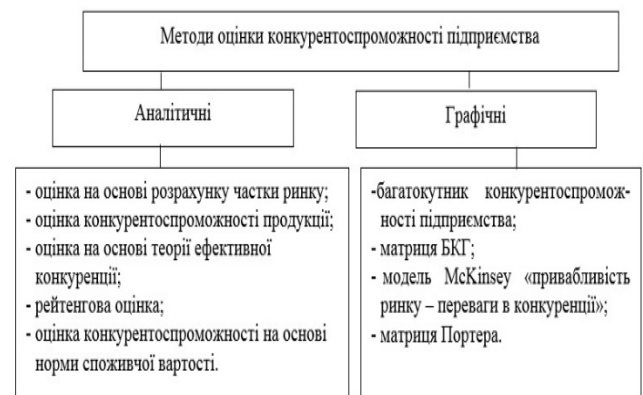 Методи оцінки конкурентоспроможності підприємства
Аналітичні
Графічні
- оцінка на основі розрахунку частки ринку;
- оцінка конкурентоспроможності продукції;
- оцінка на основі теорії ефективної
конкуренції;
- рейтингова оцінка;
- оцінка конкурентоспроможності на основі
норми споживчої вартості.
-багатокутник конкурентоспромож-
ності підприємства;
- матриця БКГ;
- модель McKinsey «привабливість
ринку – переваги в конкуренції»;
- матриця Портера.